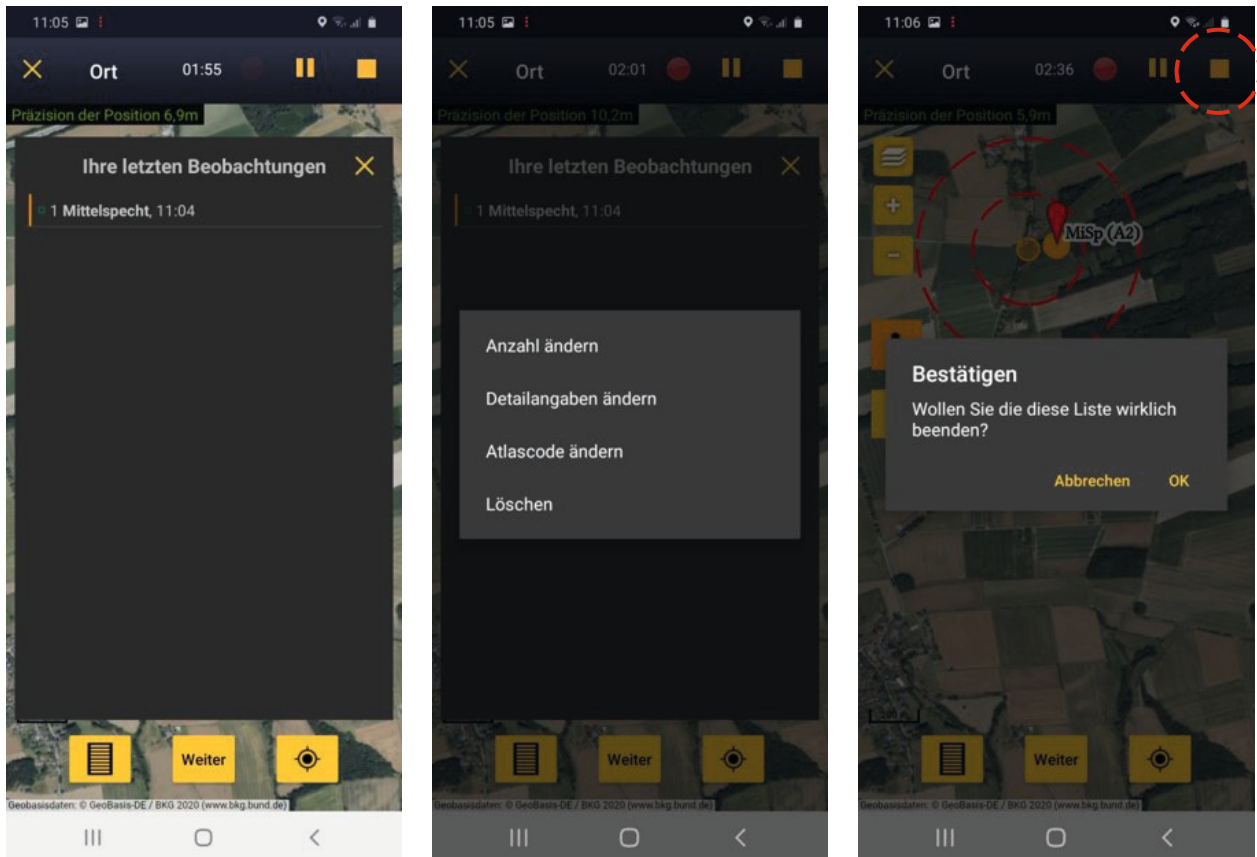 11:05
Ort
01:55
Präzision der Position 6,9m
Ihre letzten Beobachtungen
1 Mittelspecht, 11:04
Weiter
Geobasisdaten: © GeoBasis-DE / BKG 2020 (www.bkg.bund.de)
11:05
Ort
02:01
Präzision der Position 10,2m
Ihre letzten Beobachtungen
1 Mittelspecht, 11:04
Anzahl ändern
Detailangaben ändern
Atlascode ändern
Löschen
Weiter
Geobasisdaten: © GeoBasis-DE / BKG 2020 (www.bkg.bund.de)
11:06
Ort
02:36
Präzision der Position 5,9m
+
MiSp (A2)
-
Bestätigen
Wollen Sie die diese Liste wirklich
beenden?
Abbrechen OK
Weiter
Geobasisdaten: © GeoBasis-DE / BKG 2020 (www.bkg.bund.de)